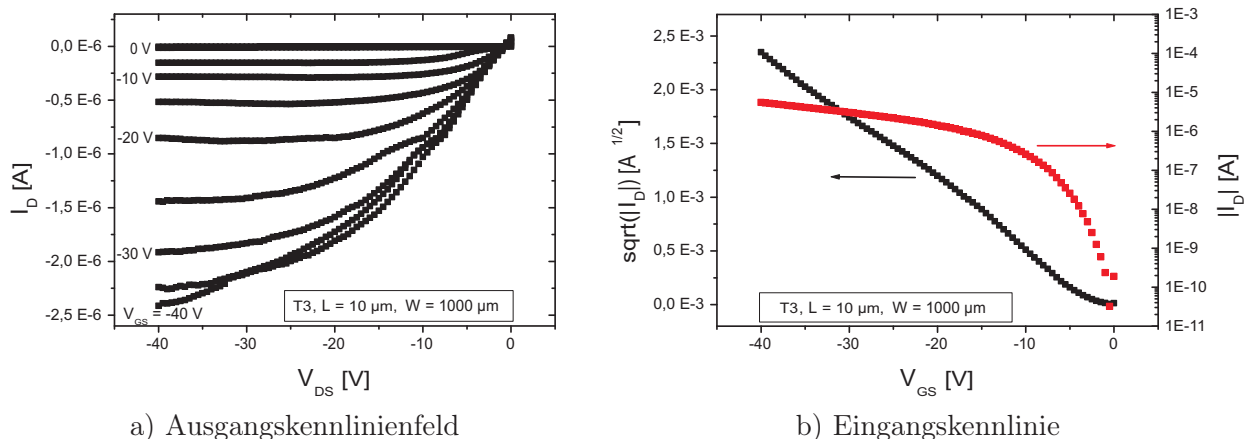 0,0 E-6
-0,5 E-6
-1,0 E-6
-1,5 E-6
-2,0 E-6
-2,5 E-6
I_D [A]
0 V
-10 V
-20 V
-30 V
V_GS = -40 V
T3, L = 10 µm, W = 1000 µm
-40 -30 -20 -10 0
V_DS [V]
a) Ausgangskennlinienfeld
2,5 E-3
2,0 E-3
1,5 E-3
1,0 E-3
0,5 E-3
0,0 E-3
sqrt(|I_D|) [A^1/2]
T3, L = 10 µm, W = 1000 µm
-40 -30 -20 -10 0
V_GS [V]
1E-3
1E-4
1E-5
1E-6
1E-7
1E-8
1E-9
1E-10
1E-11
|I_D| [A]
b) Eingangskennlinie